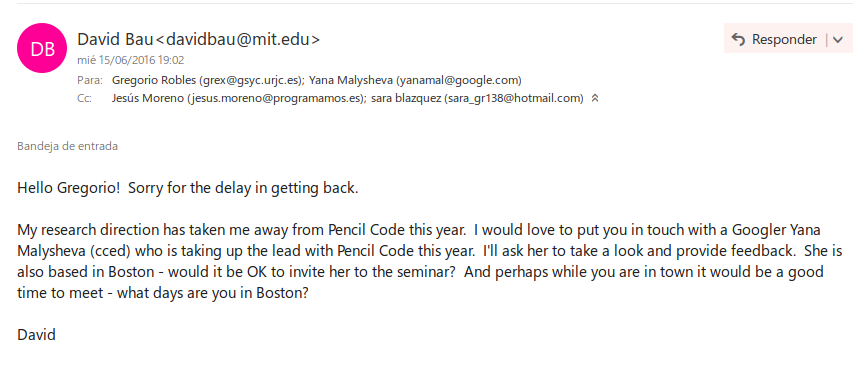 DB
David Bau<davidbau@mit.edu>
Responder
mié 15/06/2016 19:02
Para: Gregorio Robles (grex@gsyc.urjc.es); Yana Malysheva (yanamal@google.com)
Cc: Jesús Moreno (jesus.moreno@programamos.es); sara blazquez (sara_gr138@hotmail.com)
Bandeja de entrada
Hello Gregorio!  Sorry for the delay in getting back.
My research direction has taken me away from Pencil Code this year.  I would love to put you in touch with a Googler Yana
Malysheva (cced) who is taking up the lead with Pencil Code this year.  I'll ask her to take a look and provide feedback.  She is
also based in Boston - would it be OK to invite her to the seminar?  And perhaps while you are in town it would be a good
time to meet - what days are you in Boston?
David